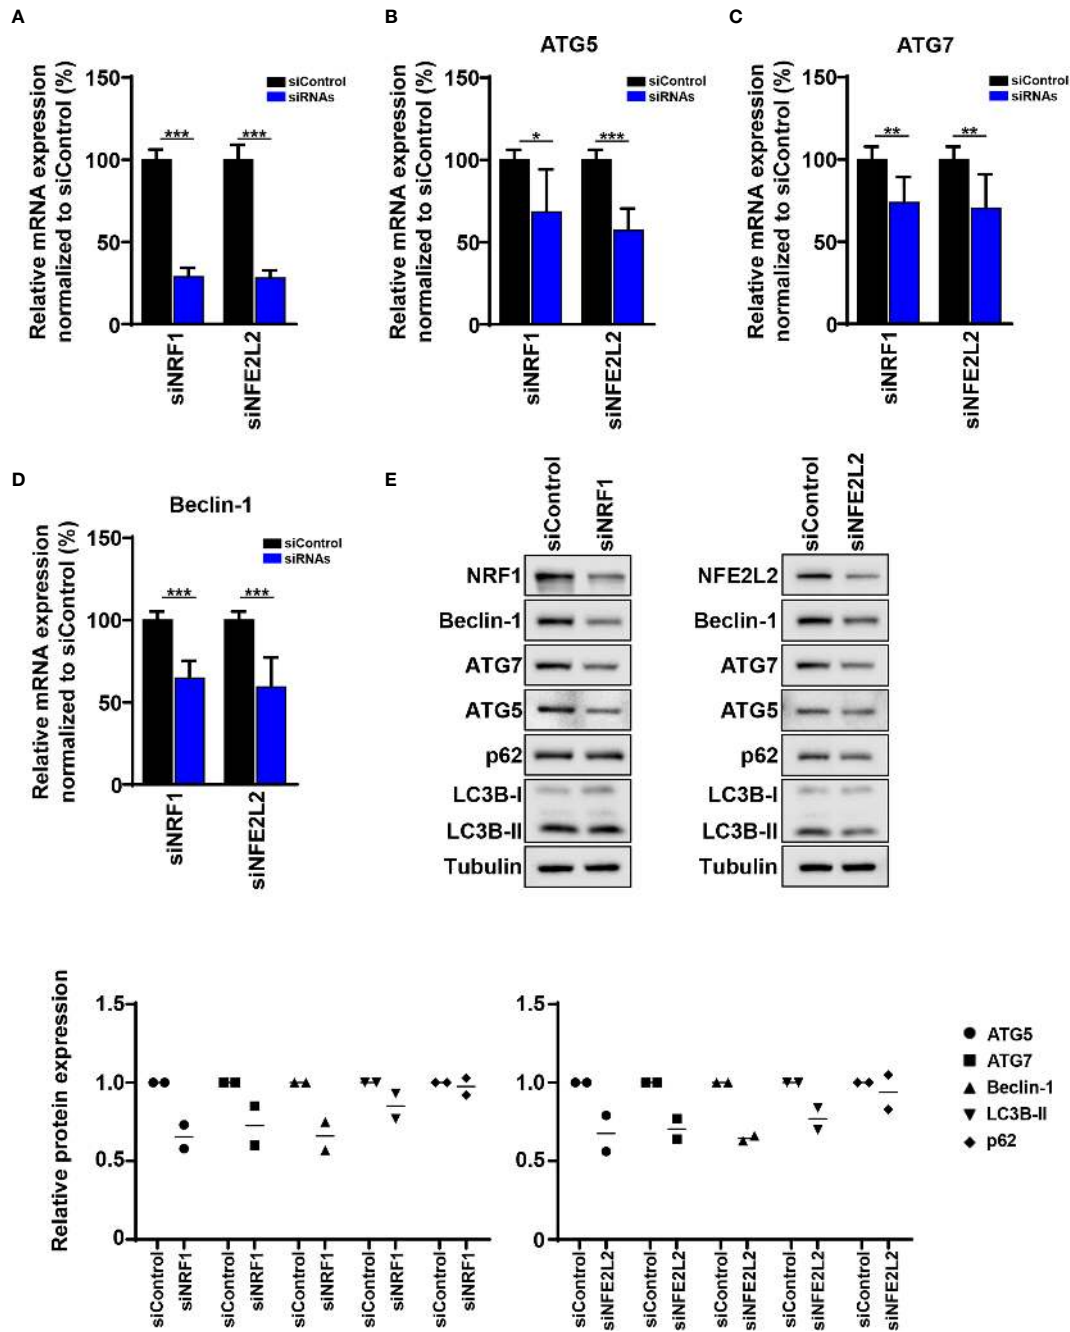 A
Relative mRNA expression
normalized to siControl (%)
150
100
50
0
siControl
siRNAs
***
***
siNRF1
siNFE2L2
B
ATG5
Relative mRNA expression
normalized to siControl (%)
150
100
50
0
siControl
siRNAs
*
***
siNRF1
siNFE2L2
C
ATG7
Relative mRNA expression
normalized to siControl (%)
150
100
50
0
siControl
siRNAs
**
**
siNRF1
siNFE2L2
D
Beclin-1
Relative mRNA expression
normalized to siControl (%)
150
100
50
0
siControl
siRNAs
***
***
siNRF1
siNFE2L2
E
siControl
siNRF1
NRF1
Beclin-1
ATG7
ATG5
p62
LC3B-I
LC3B-II
Tubulin
siControl
siNFE2L2
NFE2L2
Beclin-1
ATG7
ATG5
p62
LC3B-I
LC3B-II
Tubulin
Relative protein expression
1.5
1.0
0.5
0
siControl
siNRF1
siControl
siNRF1
siControl
siNRF1
siControl
siNRF1
siControl
siNRF1
1.5
1.0
0.5
0
siControl
siNFE2L2
siControl
siNFE2L2
siControl
siNFE2L2
siControl
siNFE2L2
siControl
siNFE2L2
ATG5
ATG7
Beclin-1
LC3B-II
p62